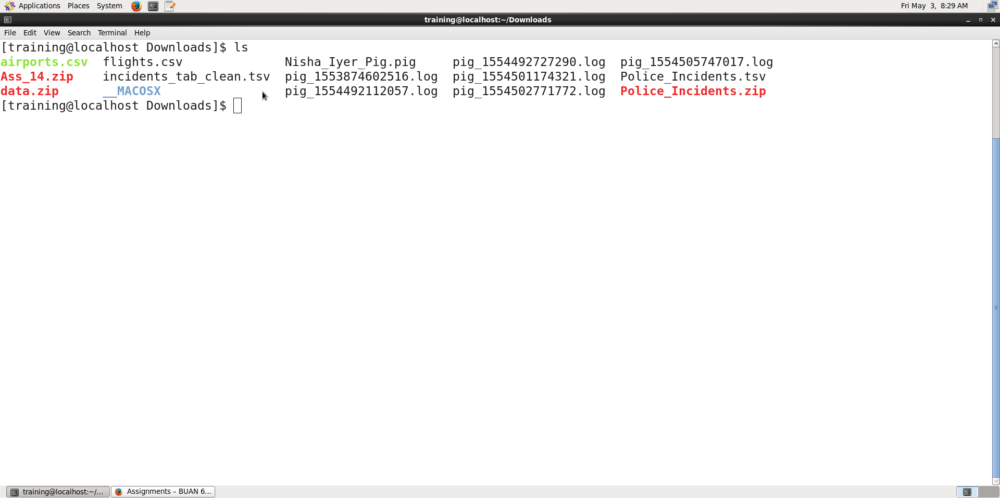 Applications Places System Fri May 3, 8:29 AM
training@localhost:~/Downloads
File Edit View Search Terminal Help
[training@localhost Downloads]$ ls
airports.csv flights.csv Nisha_Iyer_Pig.pig pig_1554492727290.log pig_1554505747017.log
Ass_14.zip incidents_tab_clean.tsv pig_1553874602516.log pig_1554501174321.log Police_Incidents.tsv
data.zip __MACOSX pig_1554492112057.log pig_1554502771772.log Police_Incidents.zip
[training@localhost Downloads]$
training@localhost:~/... Assignments – BUAN 6...